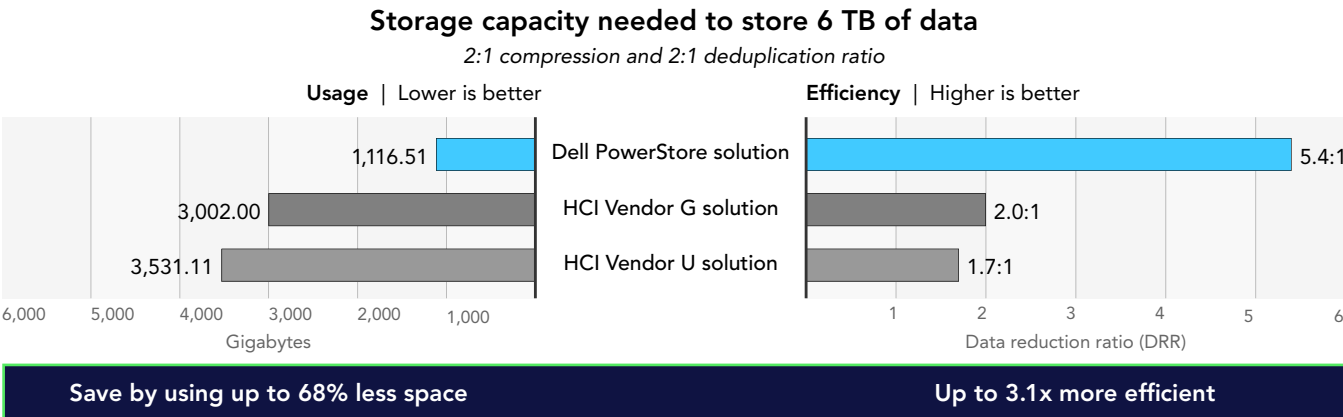 Storage capacity needed to store 6 TB of data
2:1 compression and 2:1 deduplication ratio
Usage | Lower is better
Efficiency | Higher is better
1,116.51 Dell PowerStore solution 5.4:1
3,002.00 HCI Vendor G solution 2.0:1
3,531.11 HCI Vendor U solution 1.7:1
6,000 5,000 4,000 3,000 2,000 1,000
1 2 3 4 5 6
Gigabytes
Data reduction ratio (DRR)
Save by using up to 68% less space
Up to 3.1x more efficient